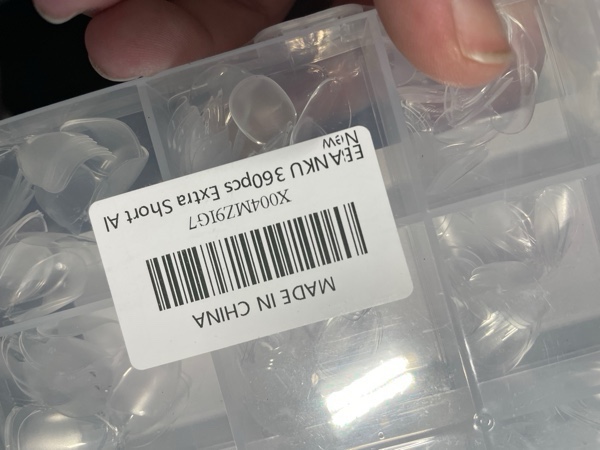 MADE IN CHINA
X004MZ9IG7
EBANKU 360pcs Extra Short Al
New